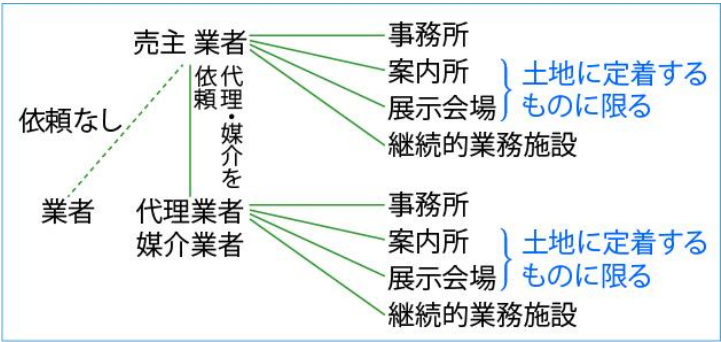 売主 業者
事務所
案内所
展示会場
継続的業務施設
土地に定着する
ものに限る
代理・媒介を
依頼
依頼なし
業者
代理業者
媒介業者
事務所
案内所
展示会場
継続的業務施設
土地に定着する
ものに限る